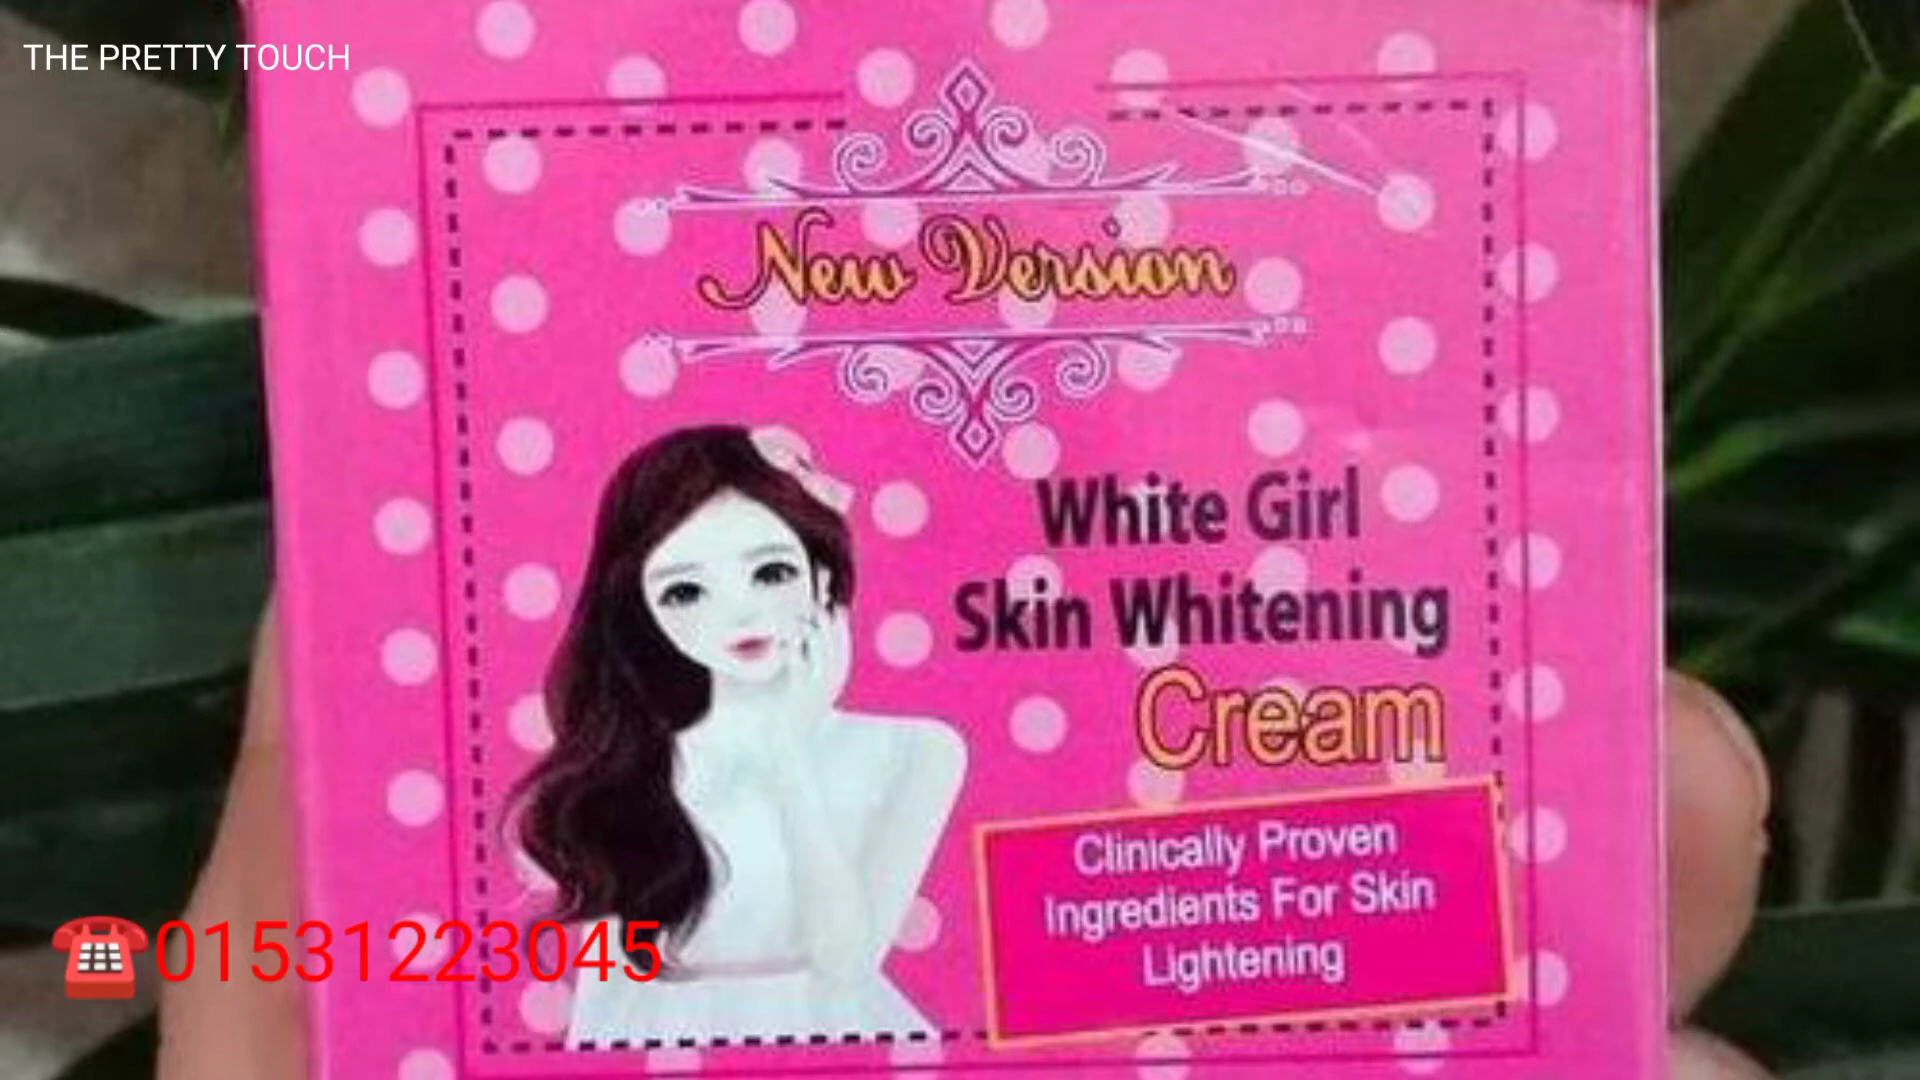 THE PRETTY TOUCH
New Version
White Girl
Skin Whitening
Cream
Clinically Proven
Ingredients For Skin
Lightening
☎01531223045